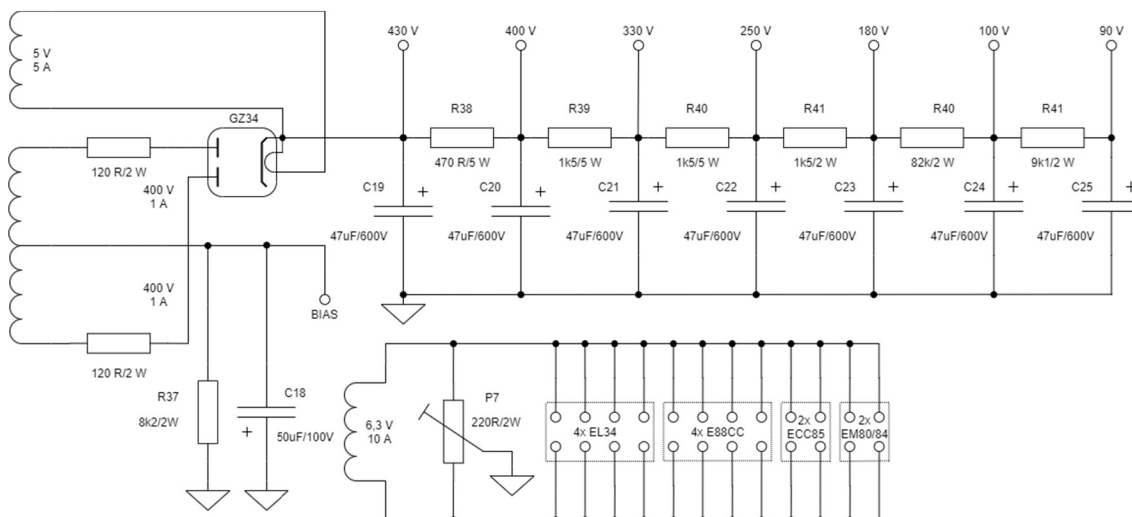 430 V
400 V
330 V
250 V
180 V
100 V
90 V
5 V
5 A
GZ34
R38
R39
R40
R41
R40
R41
120 R/2 W
470 R/5 W
1k5/5 W
1k5/5 W
1k5/2 W
82k/2 W
9k1/2 W
400 V
1 A
C19
+
C20
+
C21
+
C22
+
C23
+
C24
+
C25
+
47uF/600V
47uF/600V
47uF/600V
47uF/600V
47uF/600V
47uF/600V
47uF/600V
400 V
1 A
BIAS
120 R/2 W
R37
8k2/2W
C18
+
50uF/100V
6,3 V
10 A
P7
220R/2W
4x EL34
4x E88CC
2x
ECC85
2x
EM80/84